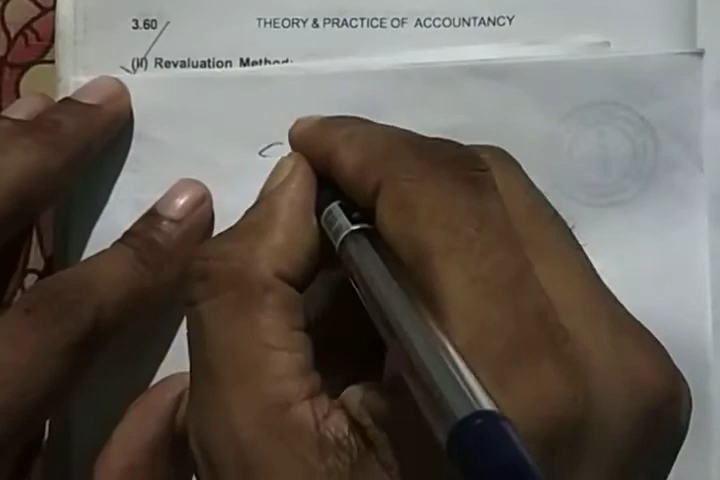 3.60 THEORY & PRACTICE OF ACCOUNTANCY
(II) Revaluation Method:
C